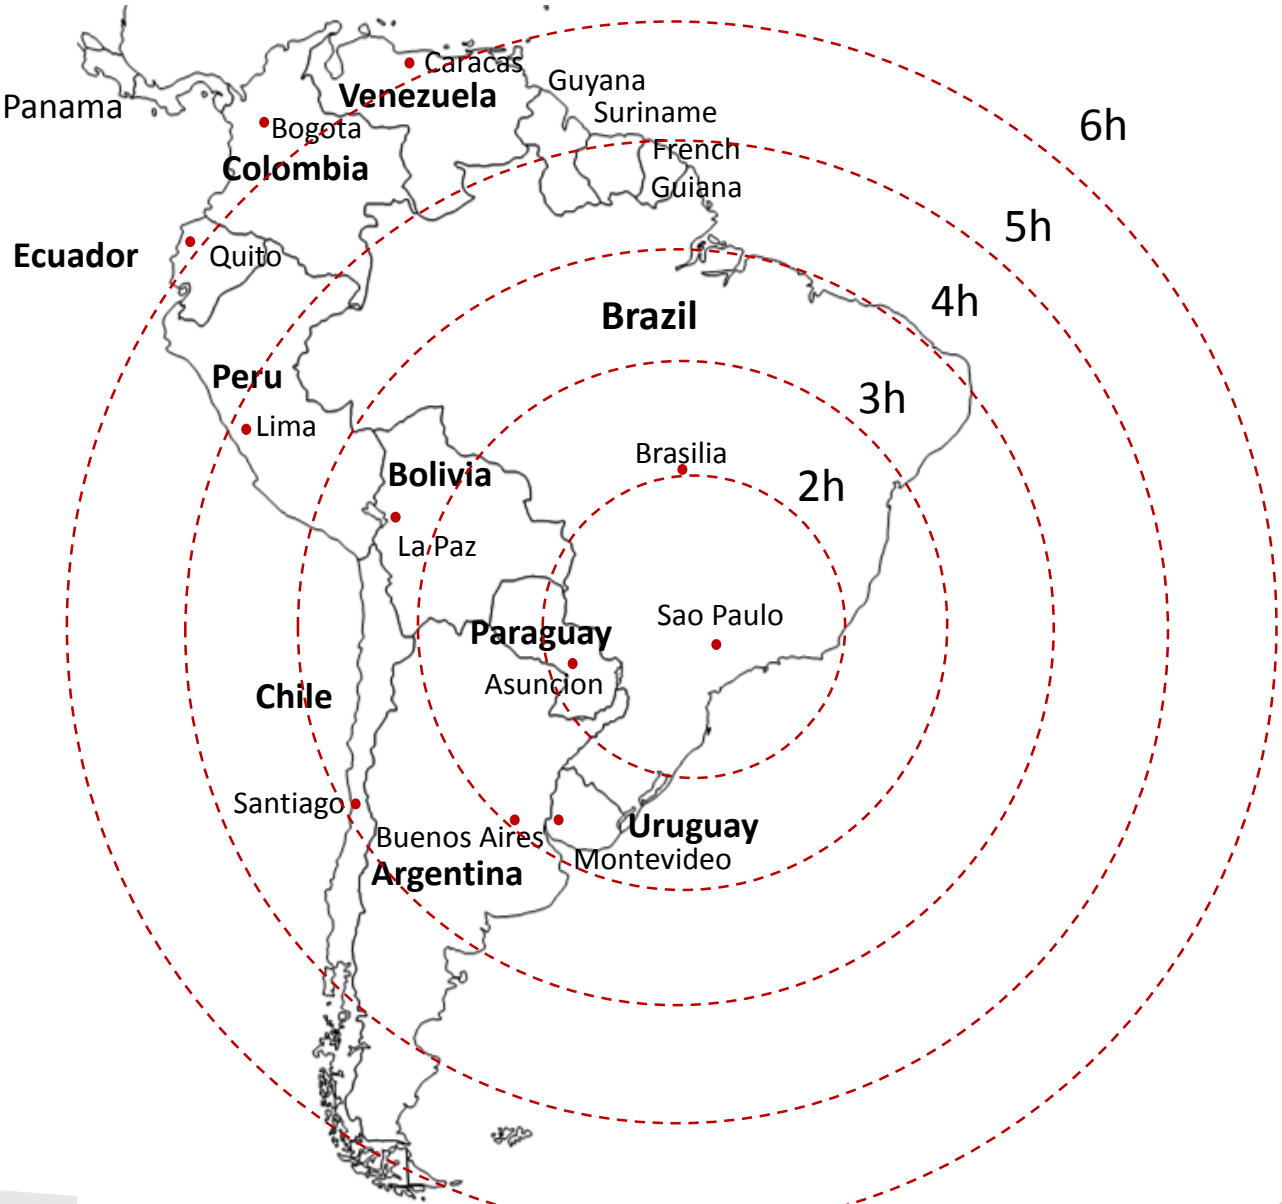 Caracas
Guyana
Venezuela
Panama
Suriname
6h
Bogota
French
Guiana
Colombia
5h
Ecuador
Quito
4h
Brazil
Peru
3h
Lima
Brasilia
Bolivia
2h
La Paz
Sao Paulo
Paraguay
Asuncion
Chile
Santiago
Buenos Aires
Uruguay
Montevideo
Argentina